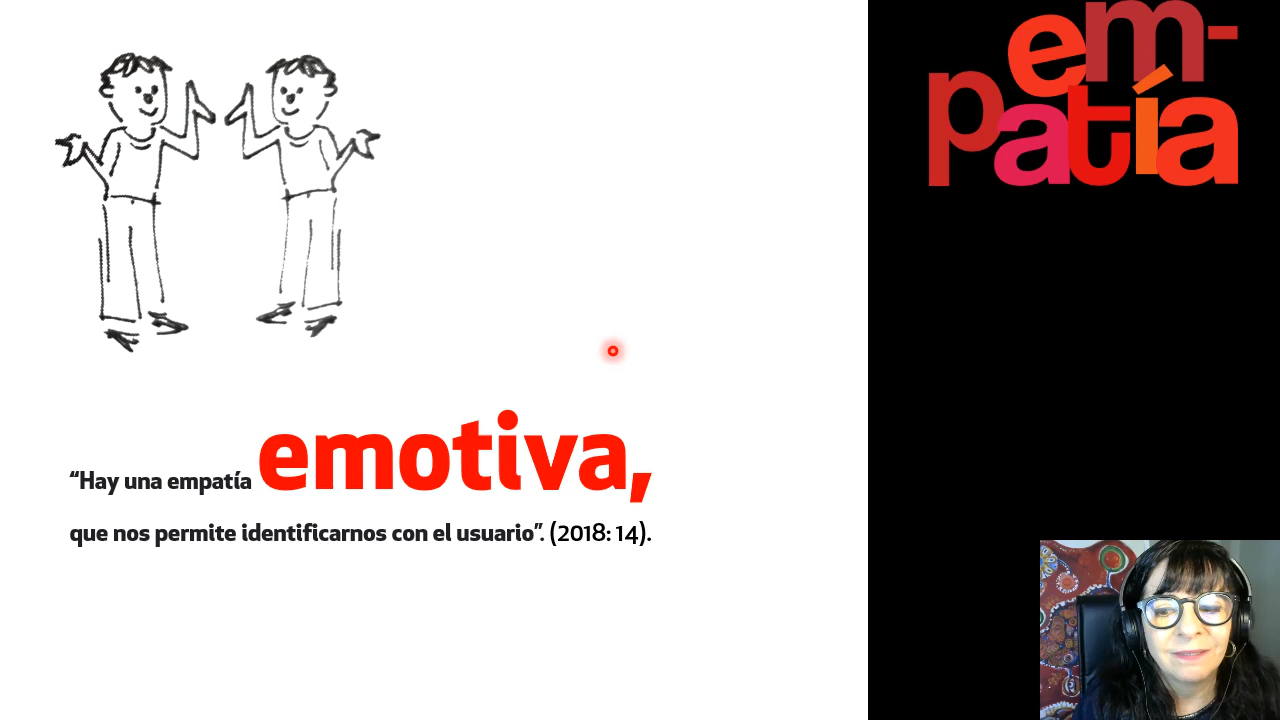 em-
patía
“Hay una empatía emotiva,
que nos permite identificarnos con el usuario”. (2018: 14).